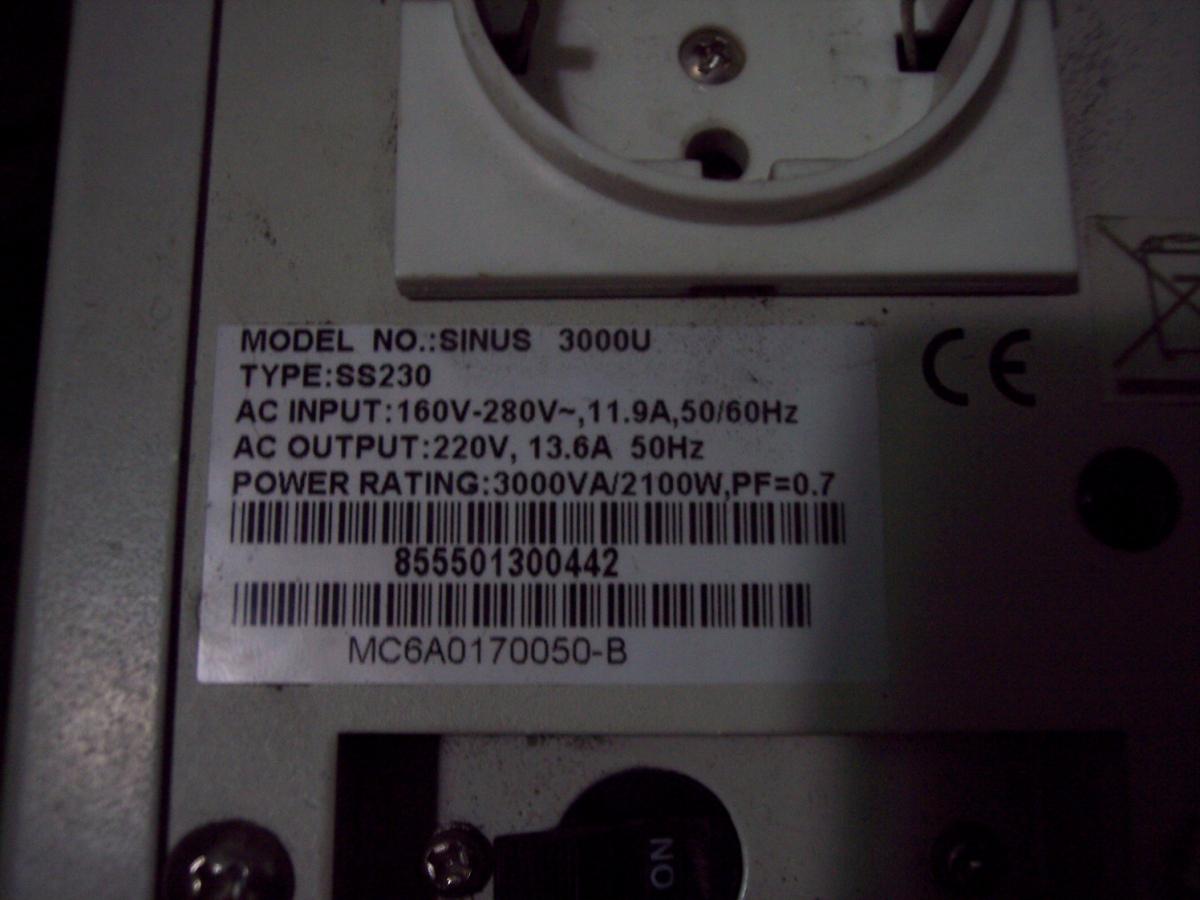 MODEL NO.:SINUS 3000U
TYPE:SS230
AC INPUT:160V-280V~,11.9A,50/60Hz
AC OUTPUT:220V, 13.6A 50Hz
POWER RATING:3000VA/2100W,PF=0.7
855501300442
MC6A0170050-B
CE
NO